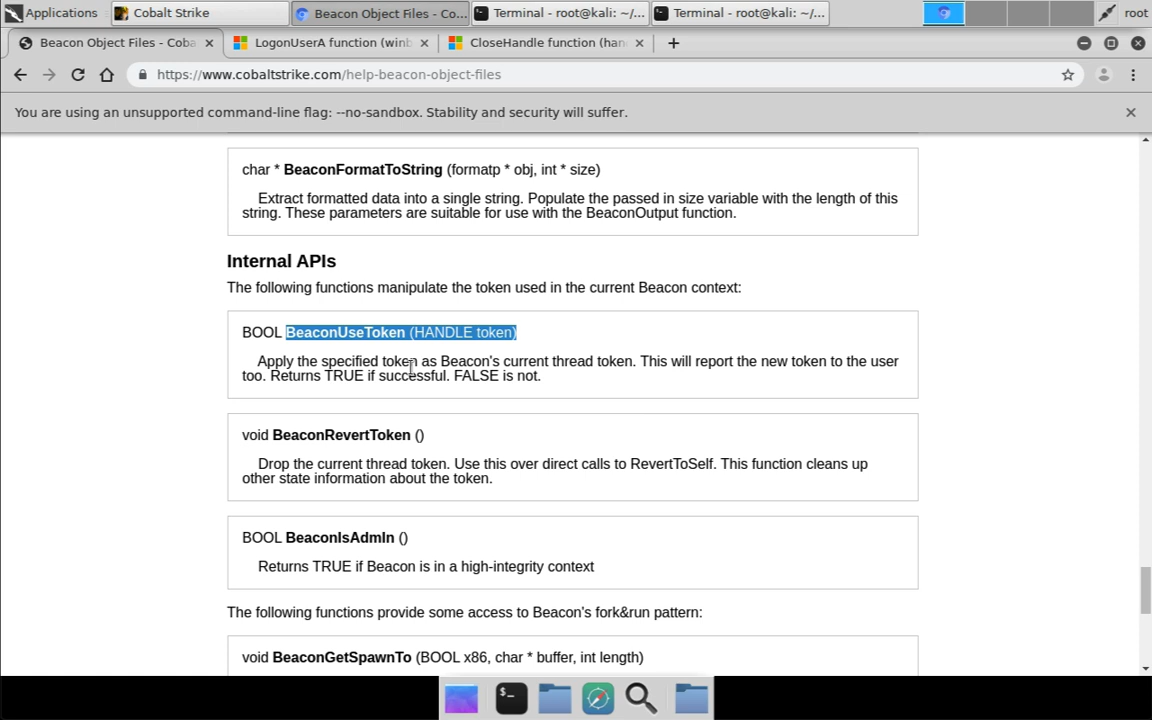 Applications
Cobalt Strike
Beacon Object Files - Co...
Terminal - root@kali: ~/...
Terminal - root@kali: ~/...
root
Beacon Object Files - Coba
LogonUserA function (winb
CloseHandle function (han
https://www.cobaltstrike.com/help-beacon-object-files
You are using an unsupported command-line flag: --no-sandbox. Stability and security will suffer.
char * BeaconFormatToString (formatp * obj, int * size)
Extract formatted data into a single string. Populate the passed in size variable with the length of this
string. These parameters are suitable for use with the BeaconOutput function.
Internal APIs
The following functions manipulate the token used in the current Beacon context:
BOOL BeaconUseToken (HANDLE token)
Apply the specified token as Beacon's current thread token. This will report the new token to the user
too. Returns TRUE if successful. FALSE is not.
void BeaconRevertToken ()
Drop the current thread token. Use this over direct calls to RevertToSelf. This function cleans up
other state information about the token.
BOOL BeaconIsAdmIn ()
Returns TRUE if Beacon is in a high-integrity context
The following functions provide some access to Beacon's fork&run pattern:
void BeaconGetSpawnTo (BOOL x86, char * buffer, int length)